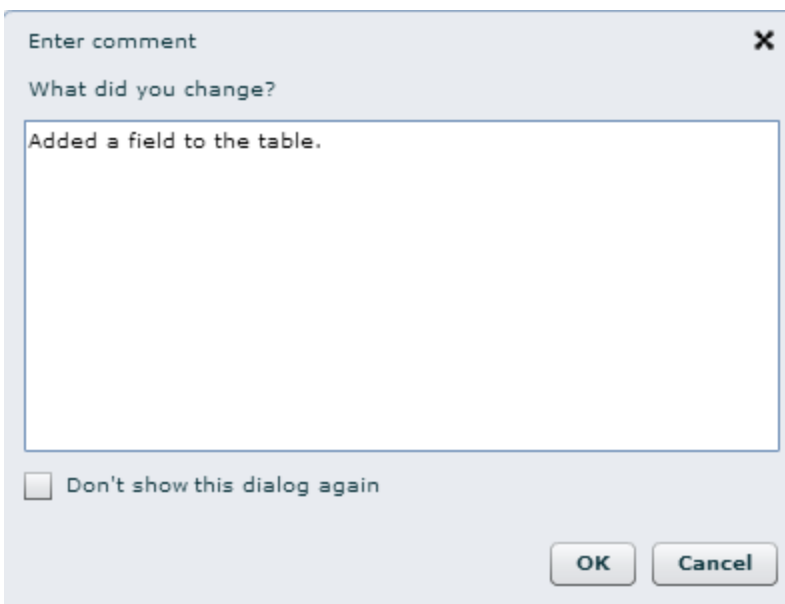 Enter comment
What did you change?
Added a field to the table.
Don't show this dialog again
OK Cancel